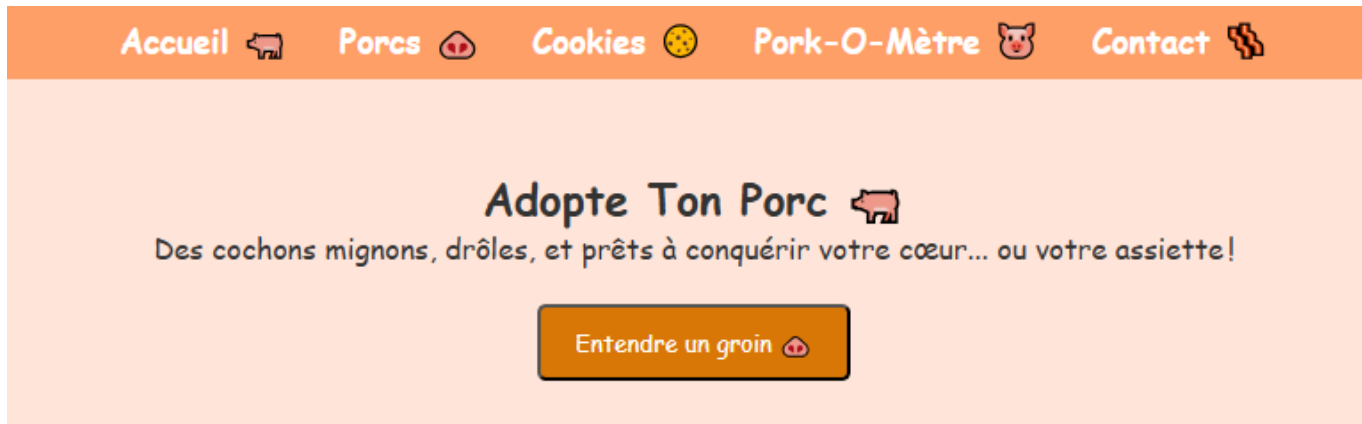 Accueil 🐖 Porcs 🐽 Cookies 🍪 Pork-O-Mètre 🐷 Contact 🥓
Adopte Ton Porc 🐖
Des cochons mignons, drôles, et prêts à conquérir votre cœur... ou votre assiette!
Entendre un groin 🐽